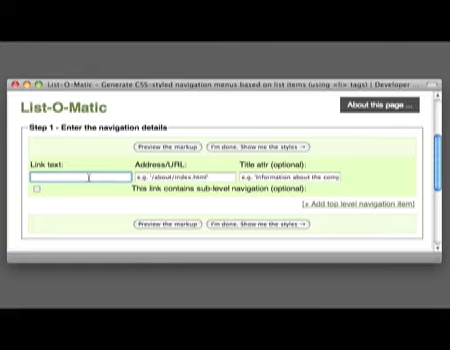 List-O-Matic - Generate CSS-styled navigation menus based on list items (using <li> tags) | Developer ...
List-O-Matic
About this page ...
Step 1 - Enter the navigation details
Preview the markup
I'm done. Show me the styles →
Link text:
Address/URL:
Title attr (optional):
e.g. '/about/index.html'
e.g. 'Information about the comp
This link contains sub-level navigation (optional):
[+ Add top level navigation item]
Preview the markup
I'm done. Show me the styles →